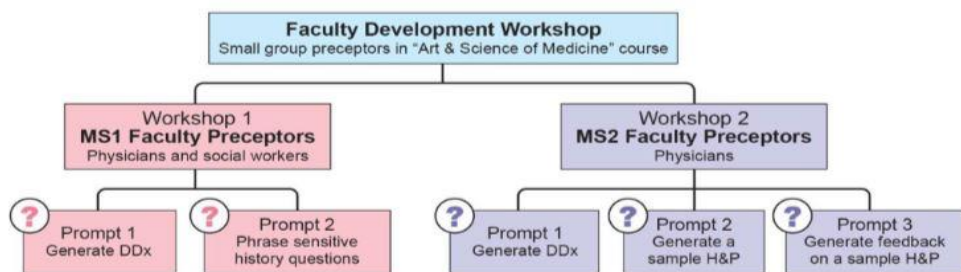 Faculty Development Workshop
Small group preceptors in "Art & Science of Medicine" course
Workshop 1
MS1 Faculty Preceptors
Physicians and social workers
Workshop 2
MS2 Faculty Preceptors
Physicians
?
Prompt 1
Generate DDx
?
Prompt 2
Phrase sensitive
history questions
?
Prompt 1
Generate DDx
?
Prompt 2
Generate a
sample H&P
?
Prompt 3
Generate feedback
on a sample H&P